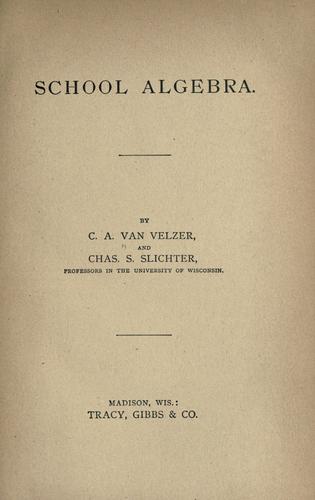 SCHOOL ALGEBRA.
BY
C. A. VAN VELZER,
AND
CHAS. S. SLICHTER,
PROFESSORS IN THE UNIVERSITY OF WISCONSIN.
MADISON, WIS.:
TRACY, GIBBS & CO.